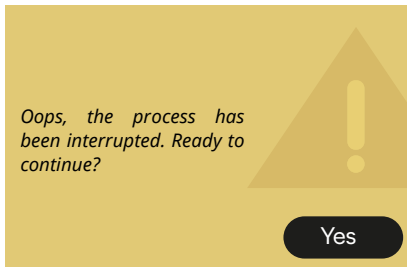 Oops, the process has
been interrupted. Ready to
continue?
Yes